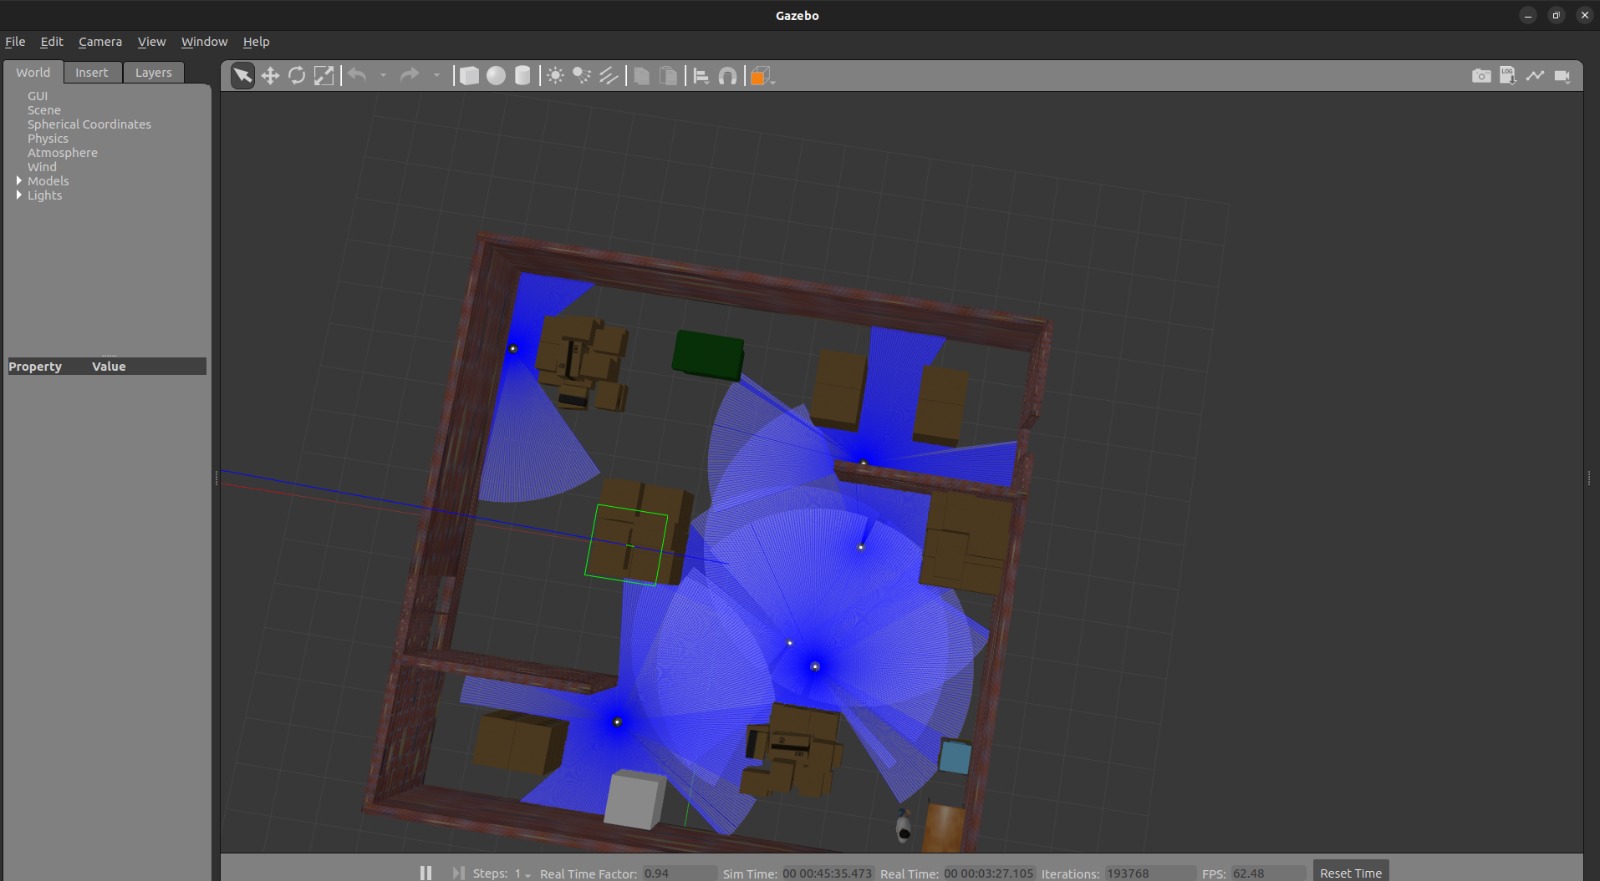 Gazebo
File Edit Camera View Window Help
World Insert Layers
GUI
Scene
Spherical Coordinates
Physics
Atmosphere
Wind
Models
Lights
Property Value
LOG
Steps: 1 Real Time Factor: 0.94 Sim Time: 00 00:45:35.473 Real Time: 00 00:03:27.105 Iterations: 193768 FPS: 62.48 Reset Time